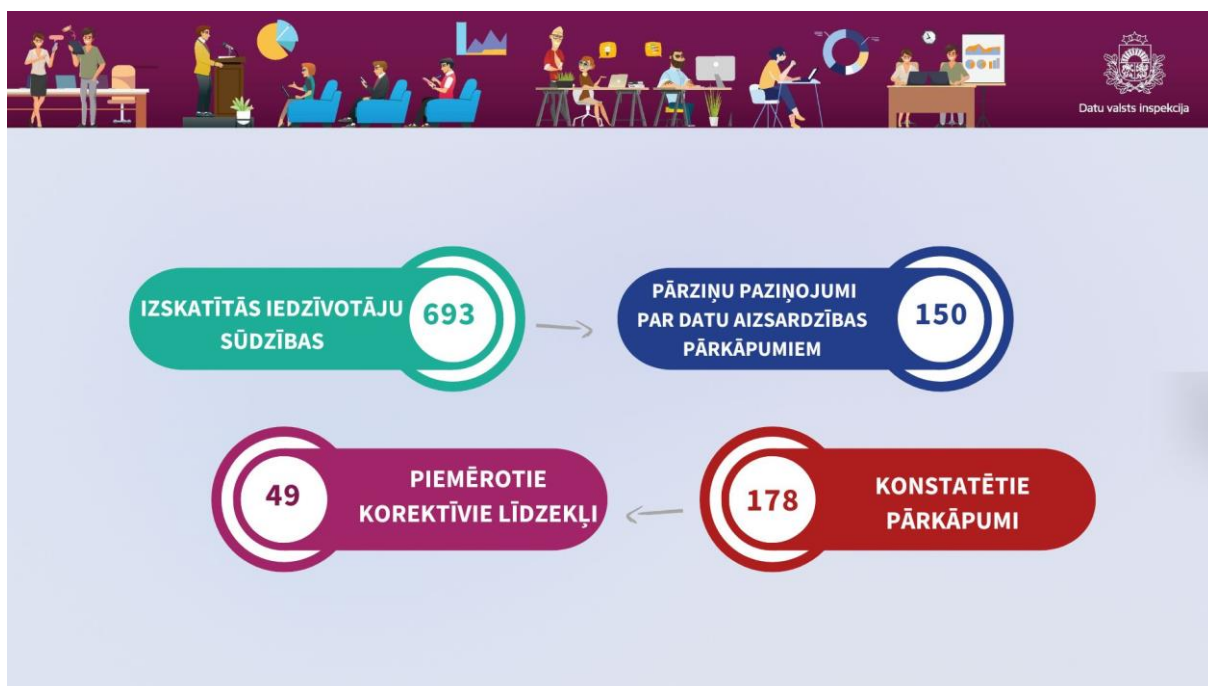 Datu valsts inspekcija
IZSKATĪTĀS IEDZĪVOTĀJU
SŪDZĪBAS
693
PĀRZIŅU PAZIŅOJUMI
PAR DATU AIZSARDZĪBAS
PĀRKĀPUMIEM
150
49
PIEMĒROTIE
KOREKTĪVIE LĪDZEKĻI
178
KONSTATĒTIE
PĀRKĀPUMI